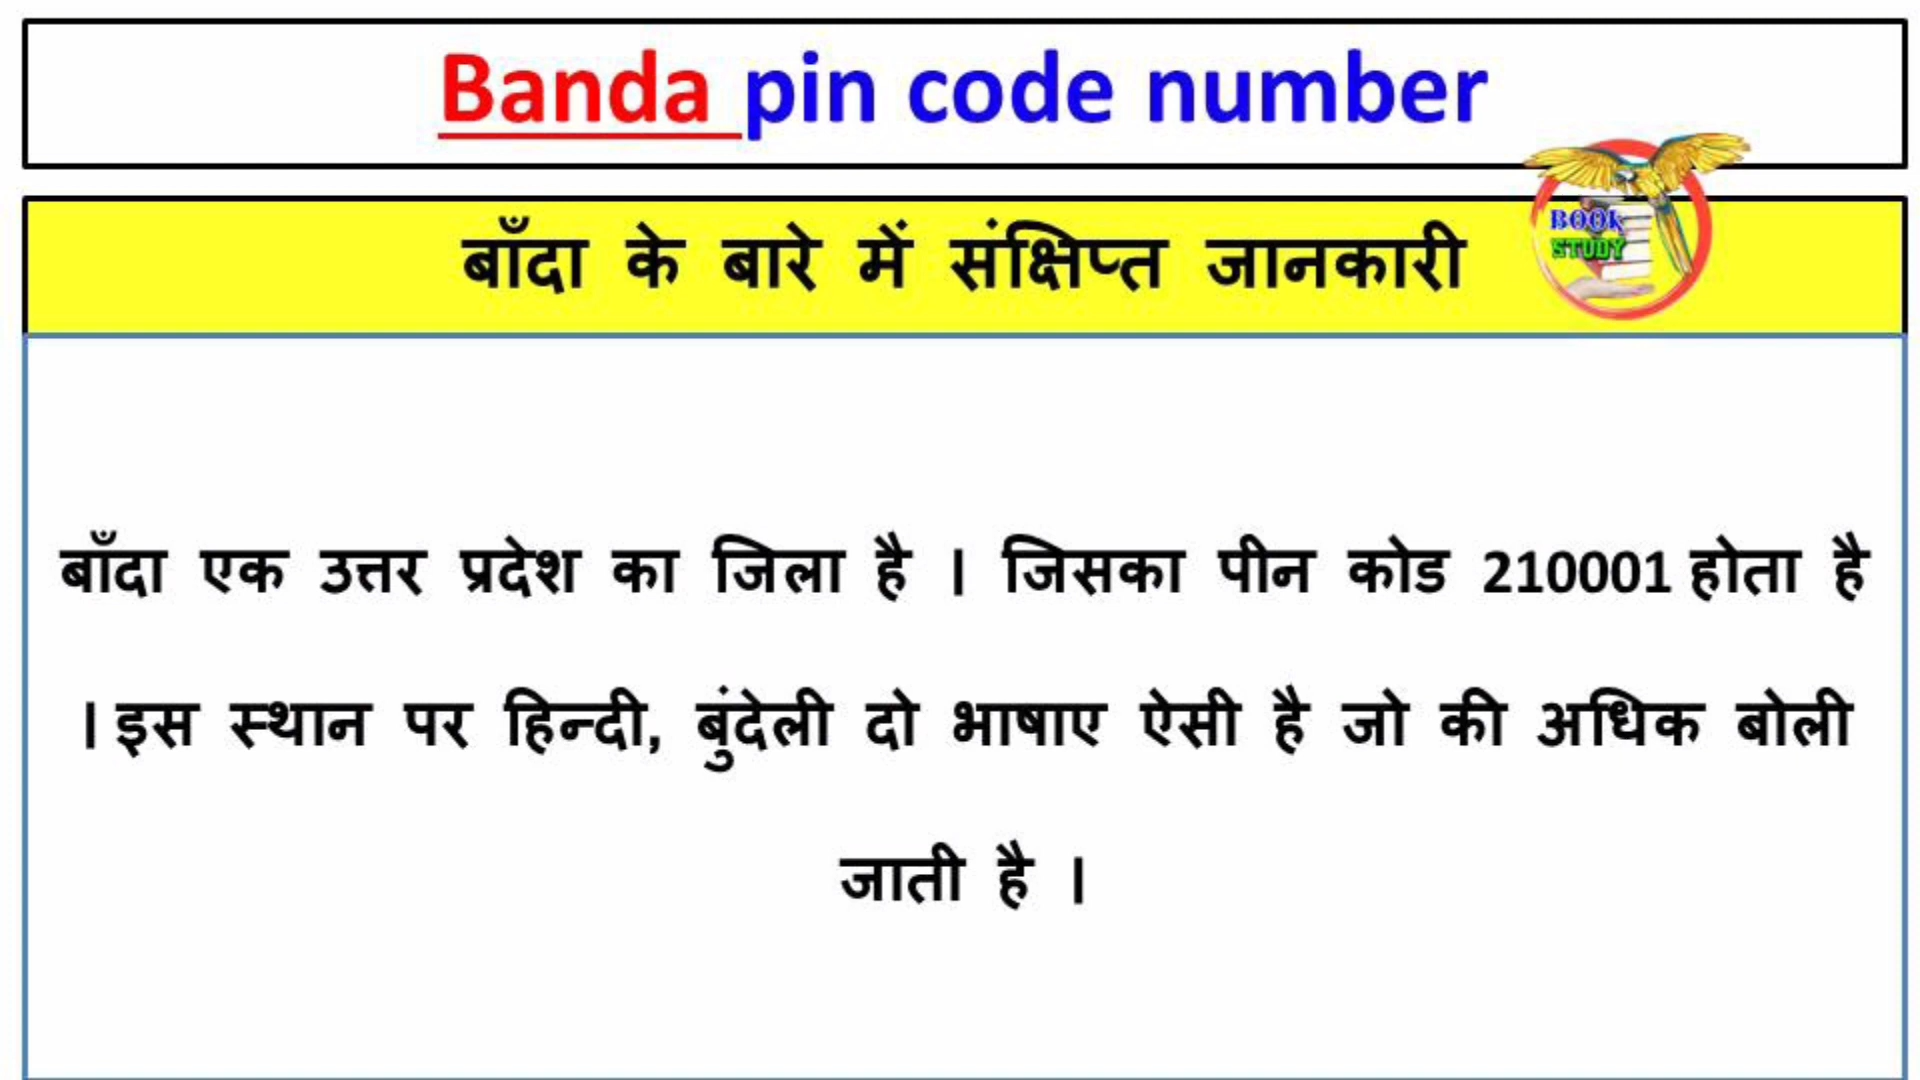 Banda pin code number
बाँदा के बारे में संक्षिप्त जानकारी
BOOK
STUDY
बाँदा एक उत्तर प्रदेश का जिला है । जिसका पीन कोड 210001 होता है
। इस स्थान पर हिन्दी, बुंदेली दो भाषाए ऐसी है जो की अधिक बोली
जाती है ।